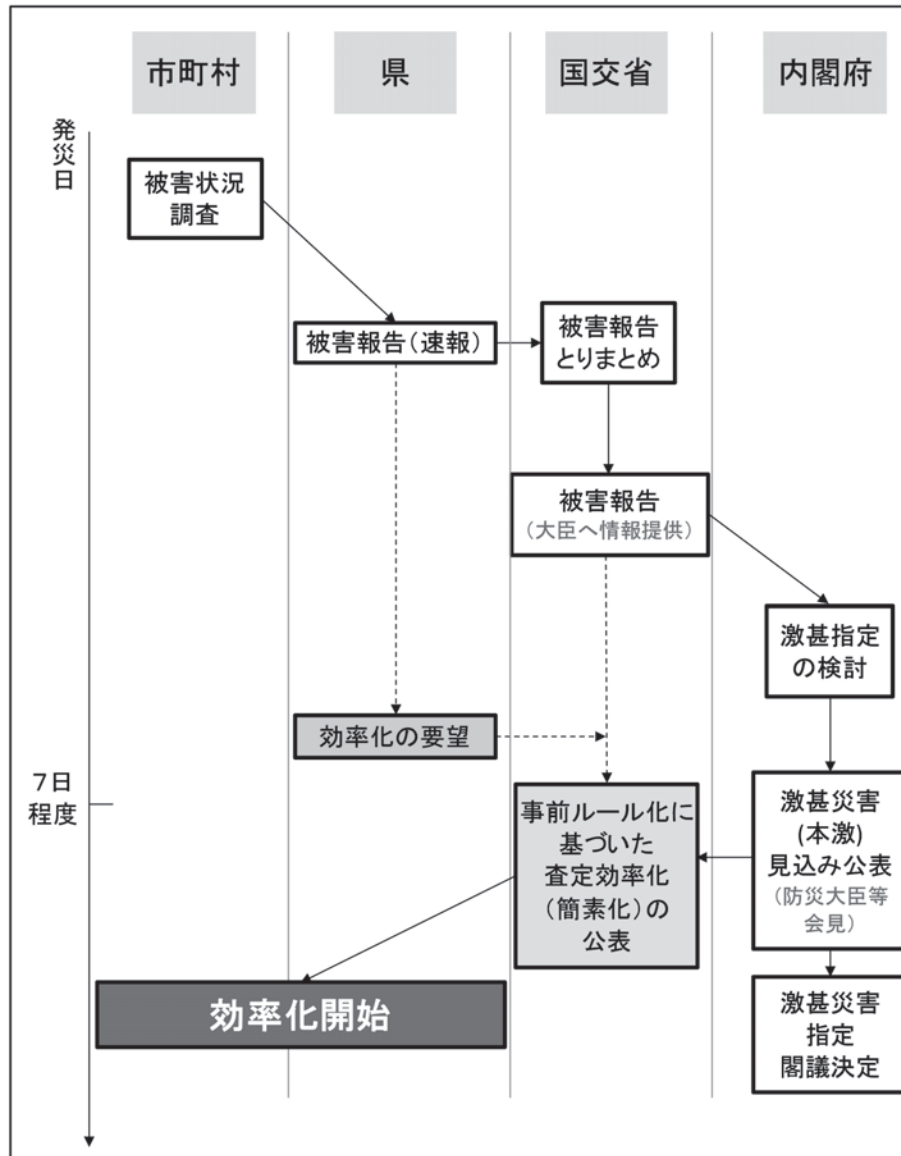 市町村
県
国交省
内閣府
発災日
被害状況
調査
被害報告（速報）
被害報告
とりまとめ
被害報告
（大臣へ情報提供）
激甚指定
の検討
効率化の要望
7日
程度
事前ルール化に
基づいた
査定効率化
（簡素化）の
公表
激甚災害
(本激)
見込み公表
（防災大臣等
会見）
効率化開始
激甚災害
指定
閣議決定